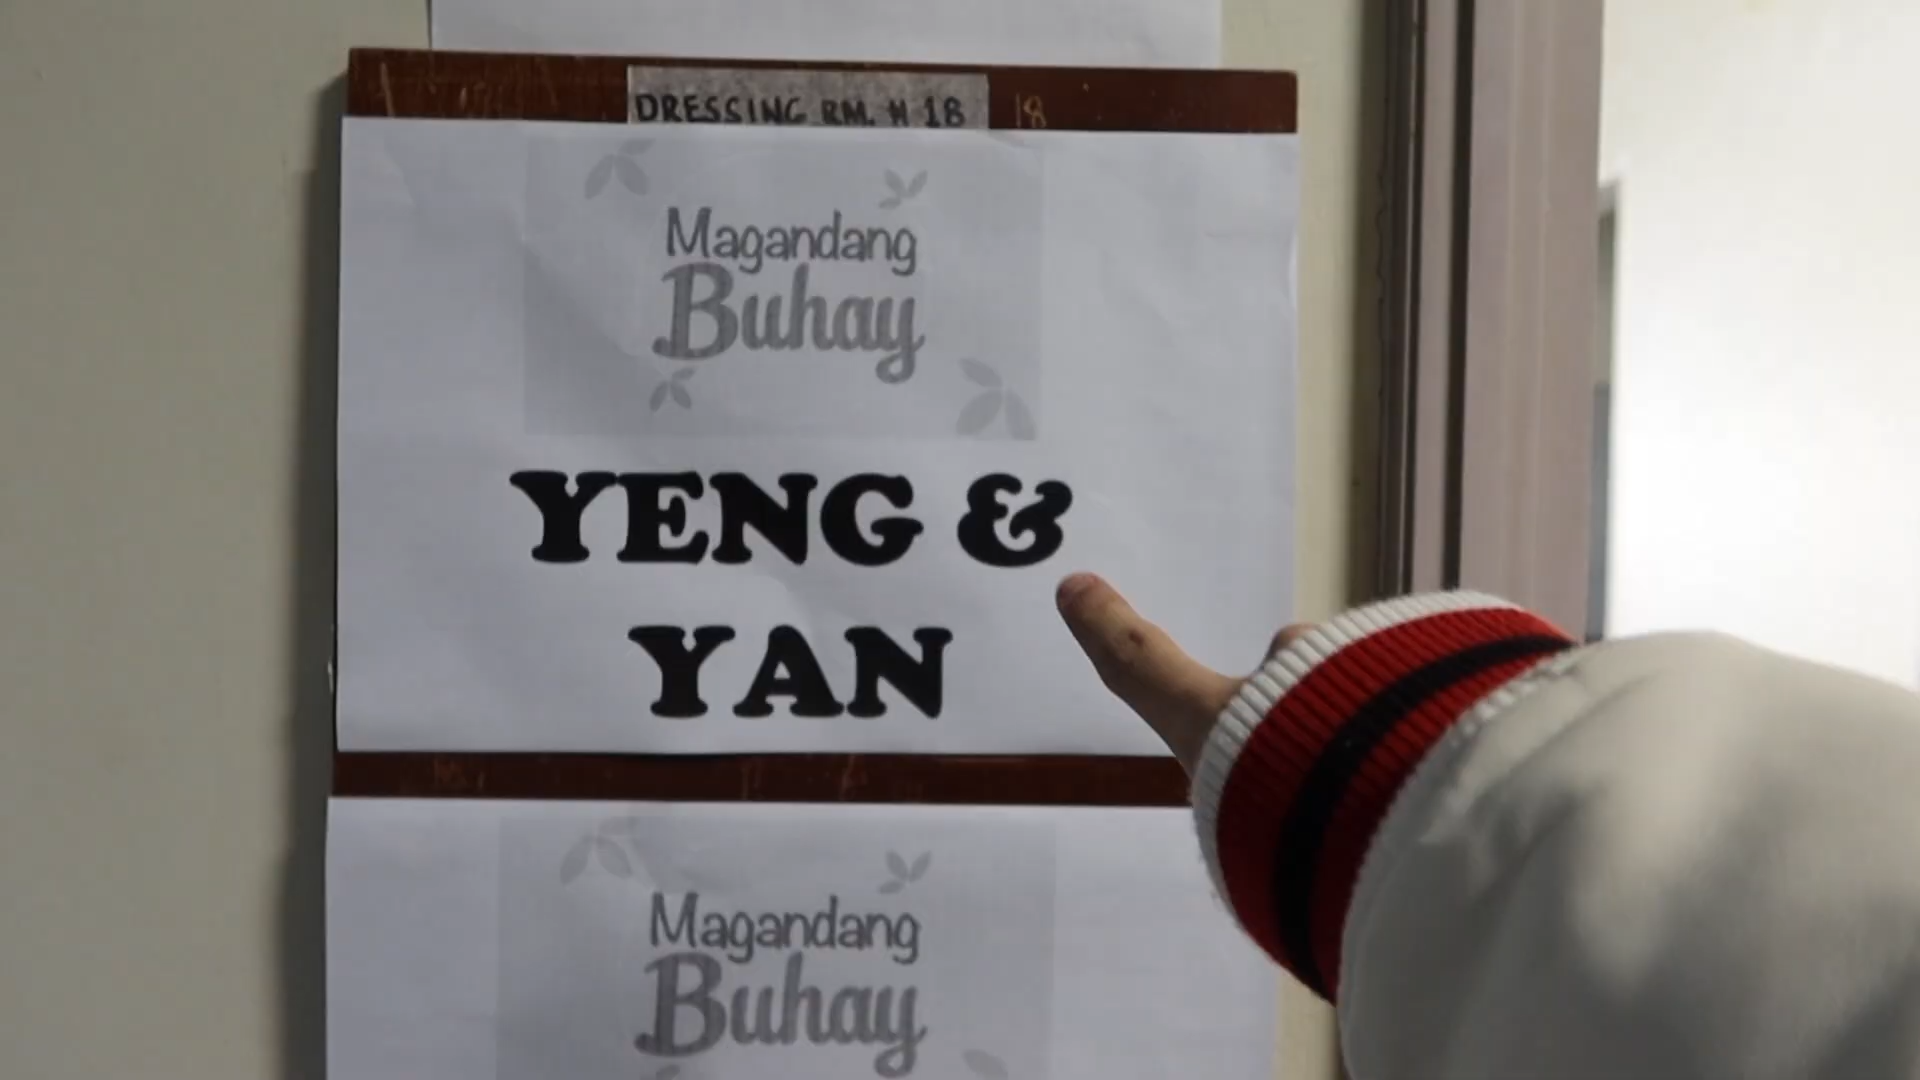 DRESSING RM. # 18 18
Magandang
Buhay
YENG &
YAN
Magandang
Buhay